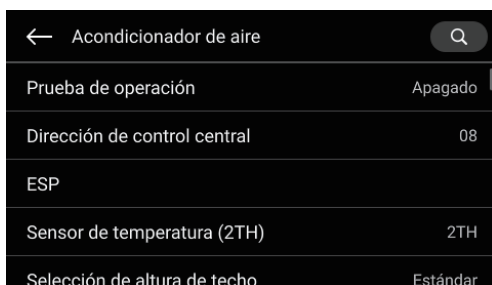 Acondicionador de aire
Prueba de operación Apagado
Dirección de control central 08
ESP
Sensor de temperatura (2TH) 2TH
Selección de altura de techo Estándar